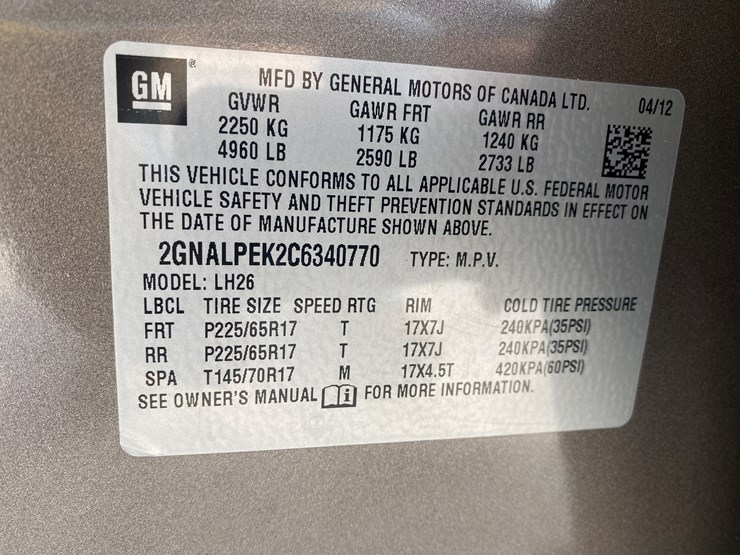 GM ®
MFD BY GENERAL MOTORS OF CANADA LTD. 04/12
GVWR GAWR FRT GAWR RR
2250 KG 1175 KG 1240 KG
4960 LB 2590 LB 2733 LB
THIS VEHICLE CONFORMS TO ALL APPLICABLE U.S. FEDERAL MOTOR
VEHICLE SAFETY AND THEFT PREVENTION STANDARDS IN EFFECT ON
THE DATE OF MANUFACTURE SHOWN ABOVE.
2GNALPEK2C6340770 TYPE: M.P.V.
MODEL: LH26
LBCL TIRE SIZE SPEED RTG RIM COLD TIRE PRESSURE
FRT P225/65R17 T 17X7J 240KPA(35PSI)
RR P225/65R17 T 17X7J 240KPA(35PSI)
SPA T145/70R17 M 17X4.5T 420KPA(60PSI)
SEE OWNER'S MANUAL i FOR MORE INFORMATION.